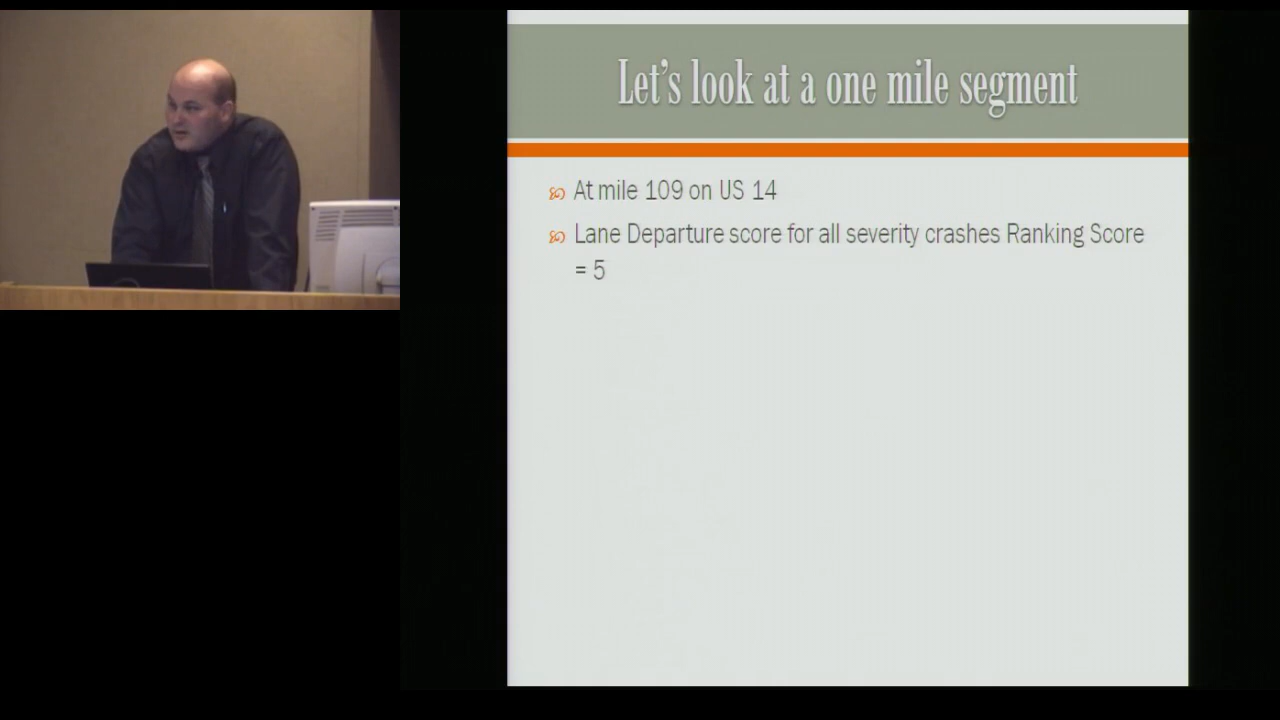 Let's look at a one mile segment
At mile 109 on US 14
Lane Departure score for all severity crashes Ranking Score
= 5